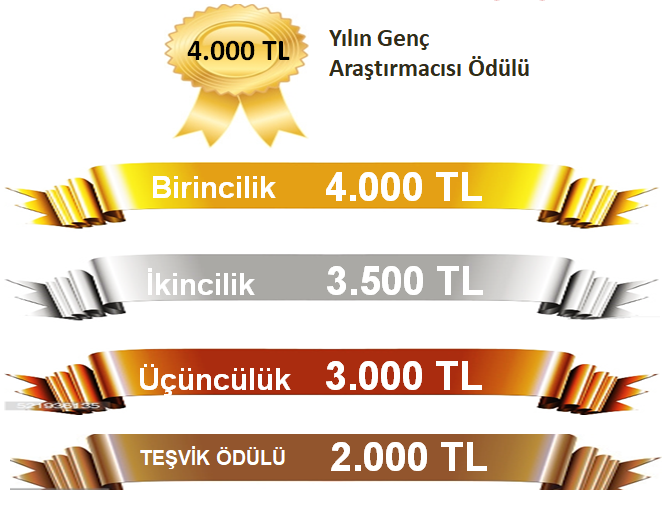 4.000 TL
Yılın Genç
Araştırmacısı Ödülü
Birincilik 4.000 TL
İkincilik 3.500 TL
Üçüncülük 3.000 TL
TEŞVİK ÖDÜLÜ 2.000 TL